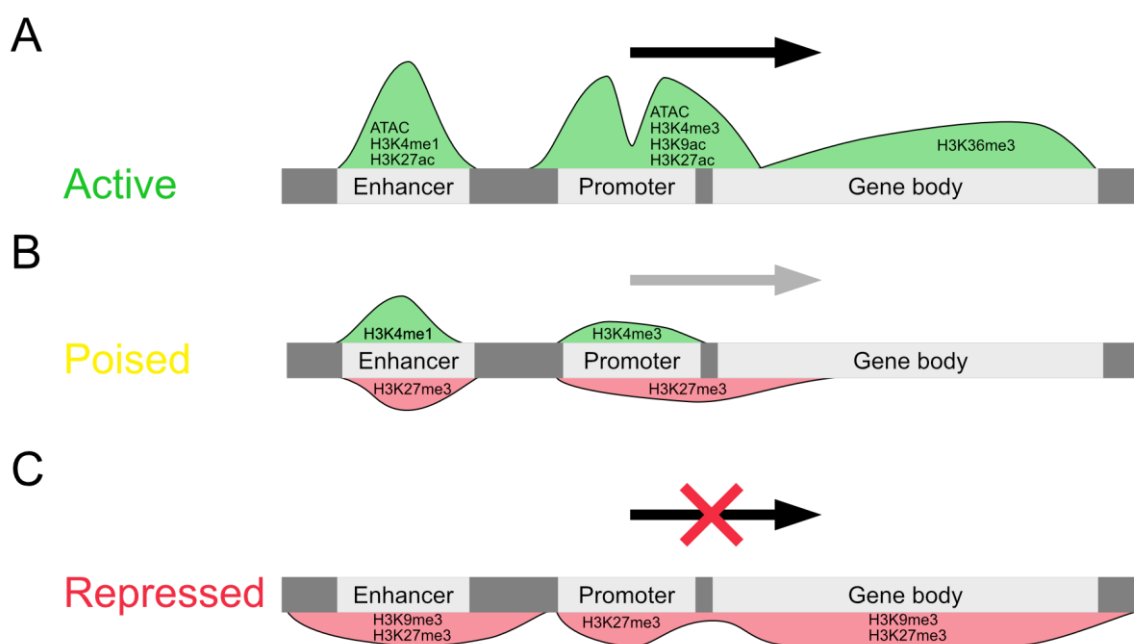 A
ATAC
H3K4me1
H3K27ac
ATAC
H3K4me3
H3K9ac
H3K27ac
H3K36me3
Active
Enhancer
Promoter
Gene body
B
H3K4me1
H3K4me3
Poised
Enhancer
Promoter
Gene body
H3K27me3
H3K27me3
C
Repressed
Enhancer
Promoter
Gene body
H3K9me3
H3K27me3
H3K27me3
H3K9me3
H3K27me3